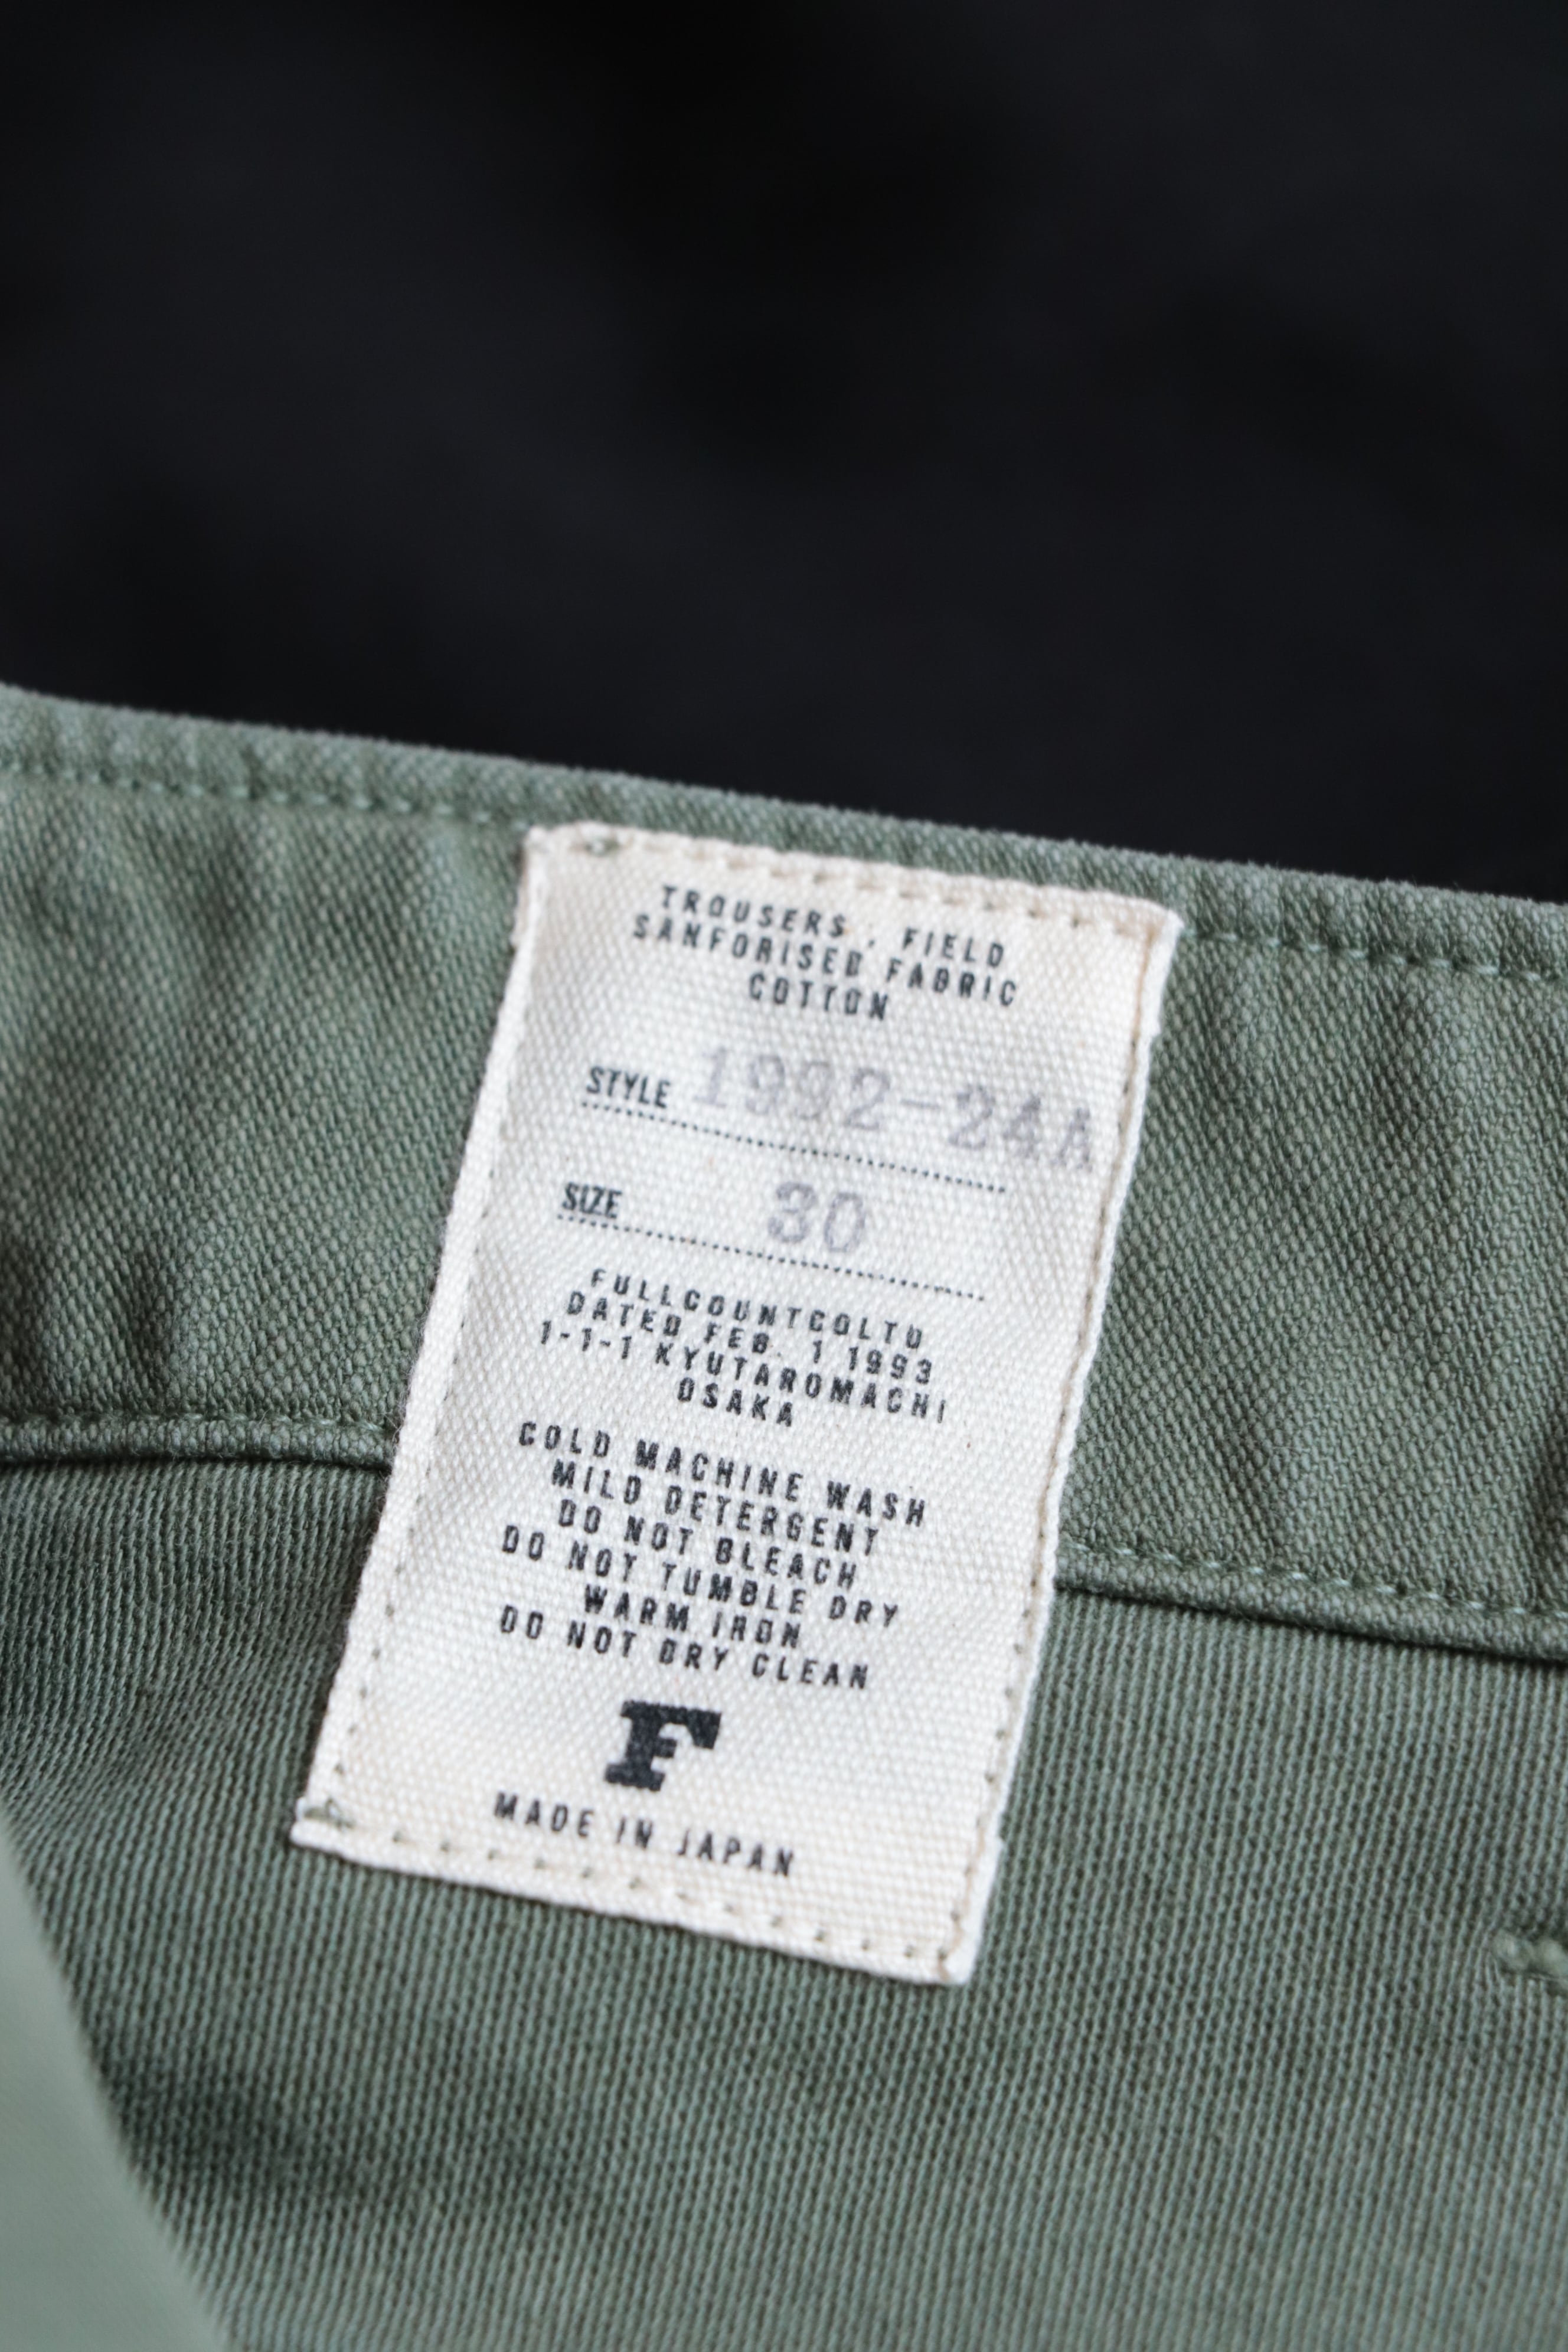 TROUSERS , FIELD
SANFORISED FABRIC
COTTON
STYLE 1992-24A
SIZE 30
FULLCOUNTCOLTD
DATED FEB. 1 1993
1-1-1 KYUTAROMACHI
OSAKA
COLD MACHINE WASH
MILD DETERGENT
DO NOT BLEACH
DO NOT TUMBLE DRY
WARM IRON
DO NOT DRY CLEAN
F
MADE IN JAPAN